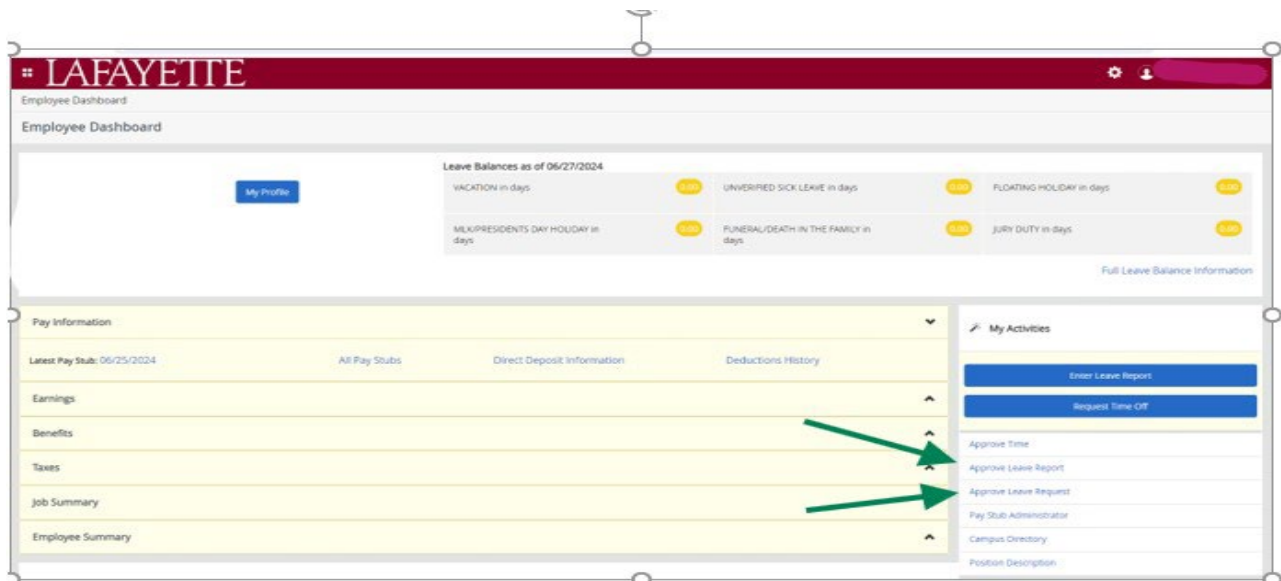 LAFAYETTE
Employee Dashboard
Employee Dashboard
My Profile
Leave Balances as of 06/27/2024
VACATION in days 0.00 UNVERIFIED SICK LEAVE in days 0.00 FLOATING HOLIDAY in days 0.00
MLK/PRESIDENTS DAY HOLIDAY in days 0.00 FUNERAL/DEATH IN THE FAMILY in days 0.00 JURY DUTY in days 0.00
Full Leave Balance Information
Pay Information
Latest Pay Stub: 06/25/2024 All Pay Stubs Direct Deposit Information Deductions History
Earnings
Benefits
Taxes
Job Summary
Employee Summary
My Activities
Enter Leave Report
Request Time Off
Approve Time
Approve Leave Report
Approve Leave Request
Pay Stub Administrator
Campus Directory
Position Description